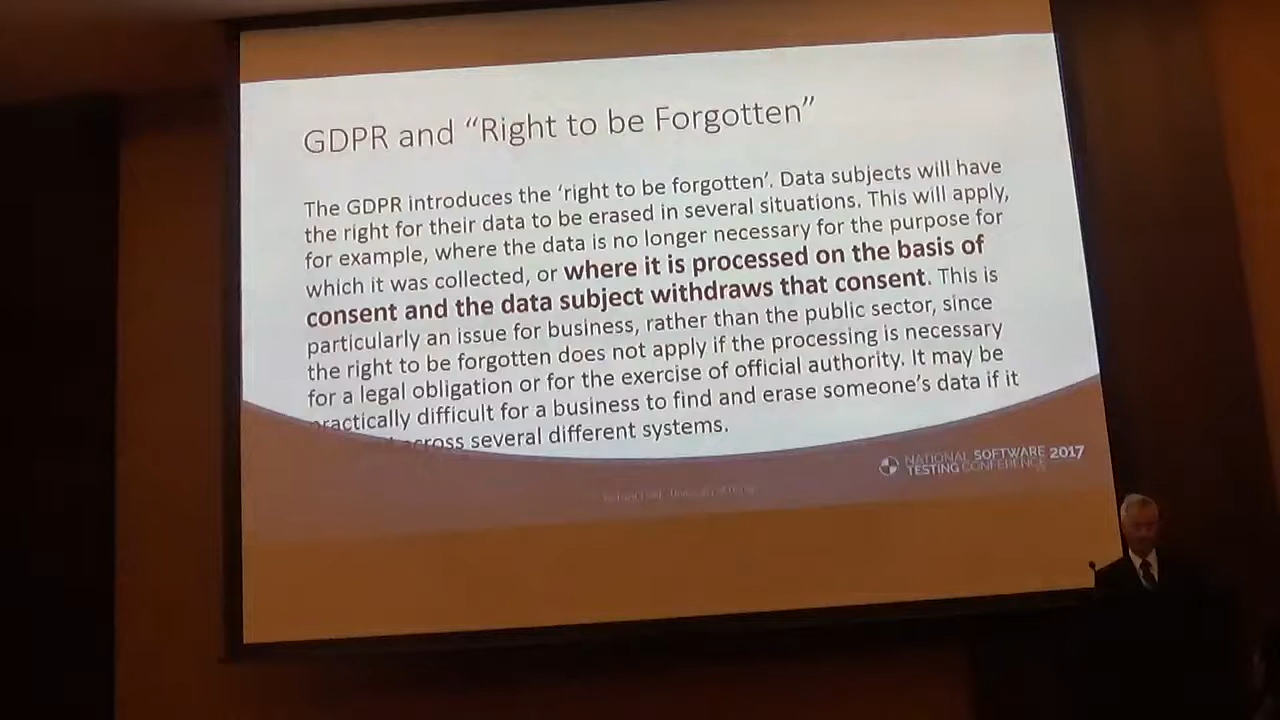 GDPR and “Right to be Forgotten”
The GDPR introduces the ‘right to be forgotten’. Data subjects will have
the right for their data to be erased in several situations. This will apply,
for example, where the data is no longer necessary for the purpose for
which it was collected, or where it is processed on the basis of
consent and the data subject withdraws that consent. This is
particularly an issue for business, rather than the public sector, since
the right to be forgotten does not apply if the processing is necessary
for a legal obligation or for the exercise of official authority. It may be
practically difficult for a business to find and erase someone’s data if it
across several different systems.
NATIONAL SOFTWARE 2017
TESTING CONFERENCE